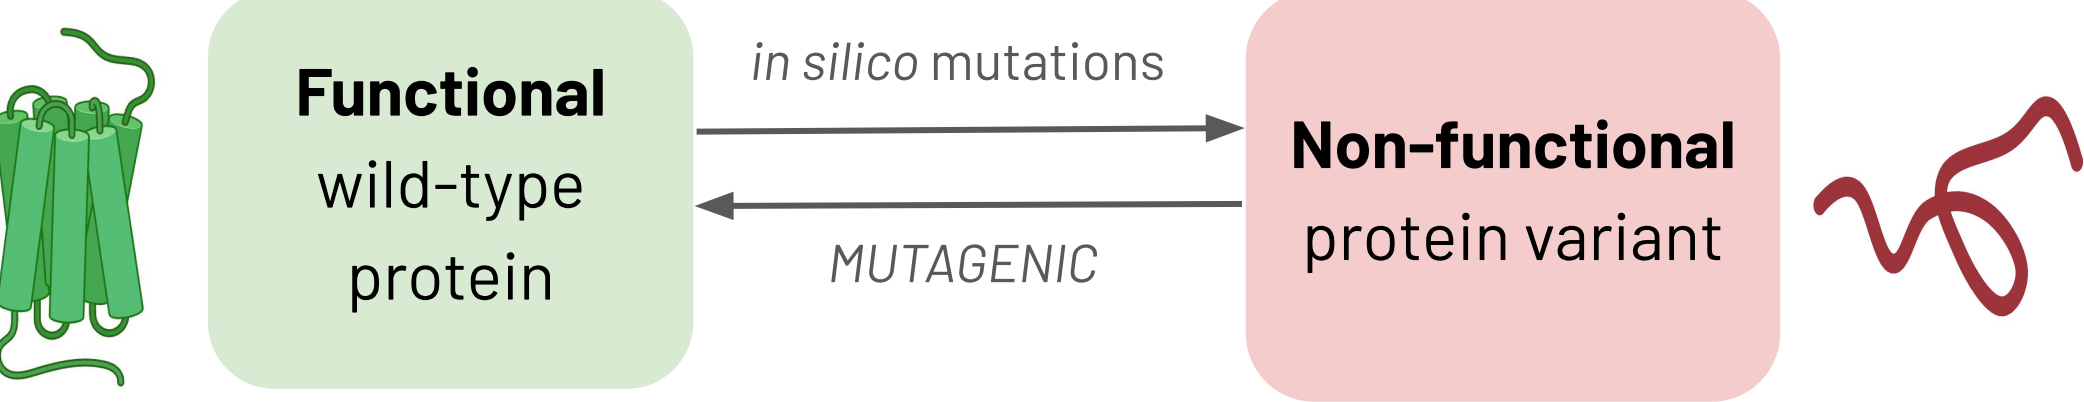 Functional
wild-type
protein
in silico mutations
MUTAGENIC
Non-functional
protein variant